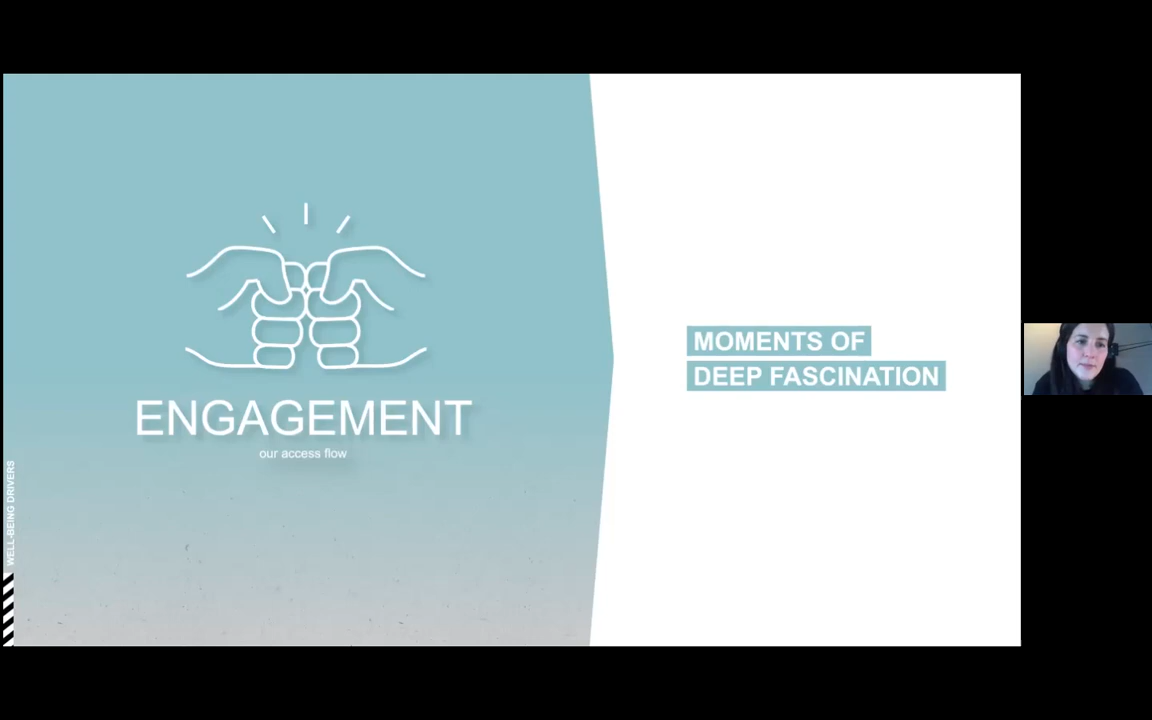 ENGAGEMENT
our access flow
MOMENTS OF
DEEP FASCINATION
WELL-BEING DRIVERS